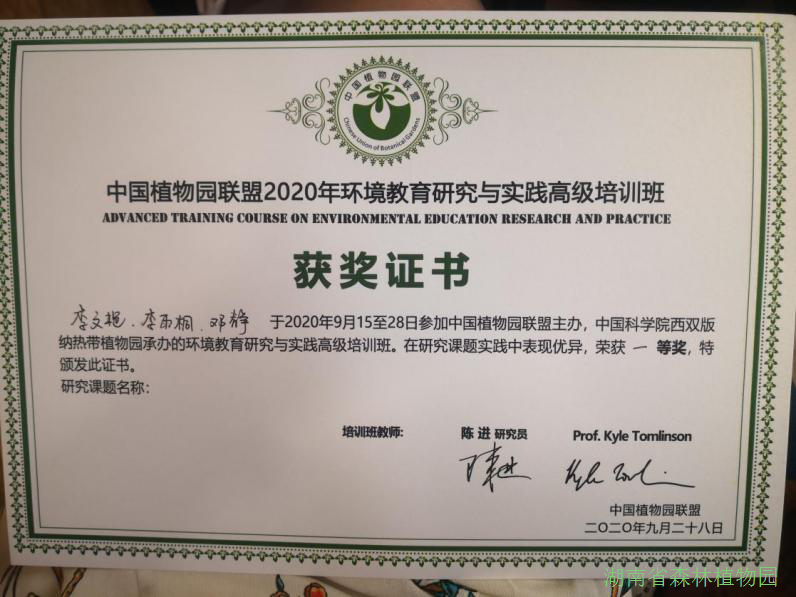 中国植物园联盟
Chinese Union of Botanical Gardens
中国植物园联盟2020年环境教育研究与实践高级培训班
ADVANCED TRAINING COURSE ON ENVIRONMENTAL EDUCATION RESEARCH AND PRACTICE
获奖证书
李文艳、李雨桐、邓静 于2020年9月15至28日参加中国植物园联盟主办，中国科学院西双版
纳热带植物园承办的环境教育研究与实践高级培训班。在研究课题实践中表现优异，荣获 一 等奖，特
颁发此证书。
研究课题名称：
培训班教师: 陈 进 研究员 Prof. Kyle Tomlinson
陈进 Kyle Tomlinson
中国植物园联盟
二〇二〇年九月二十八日
湖南省森林植物园